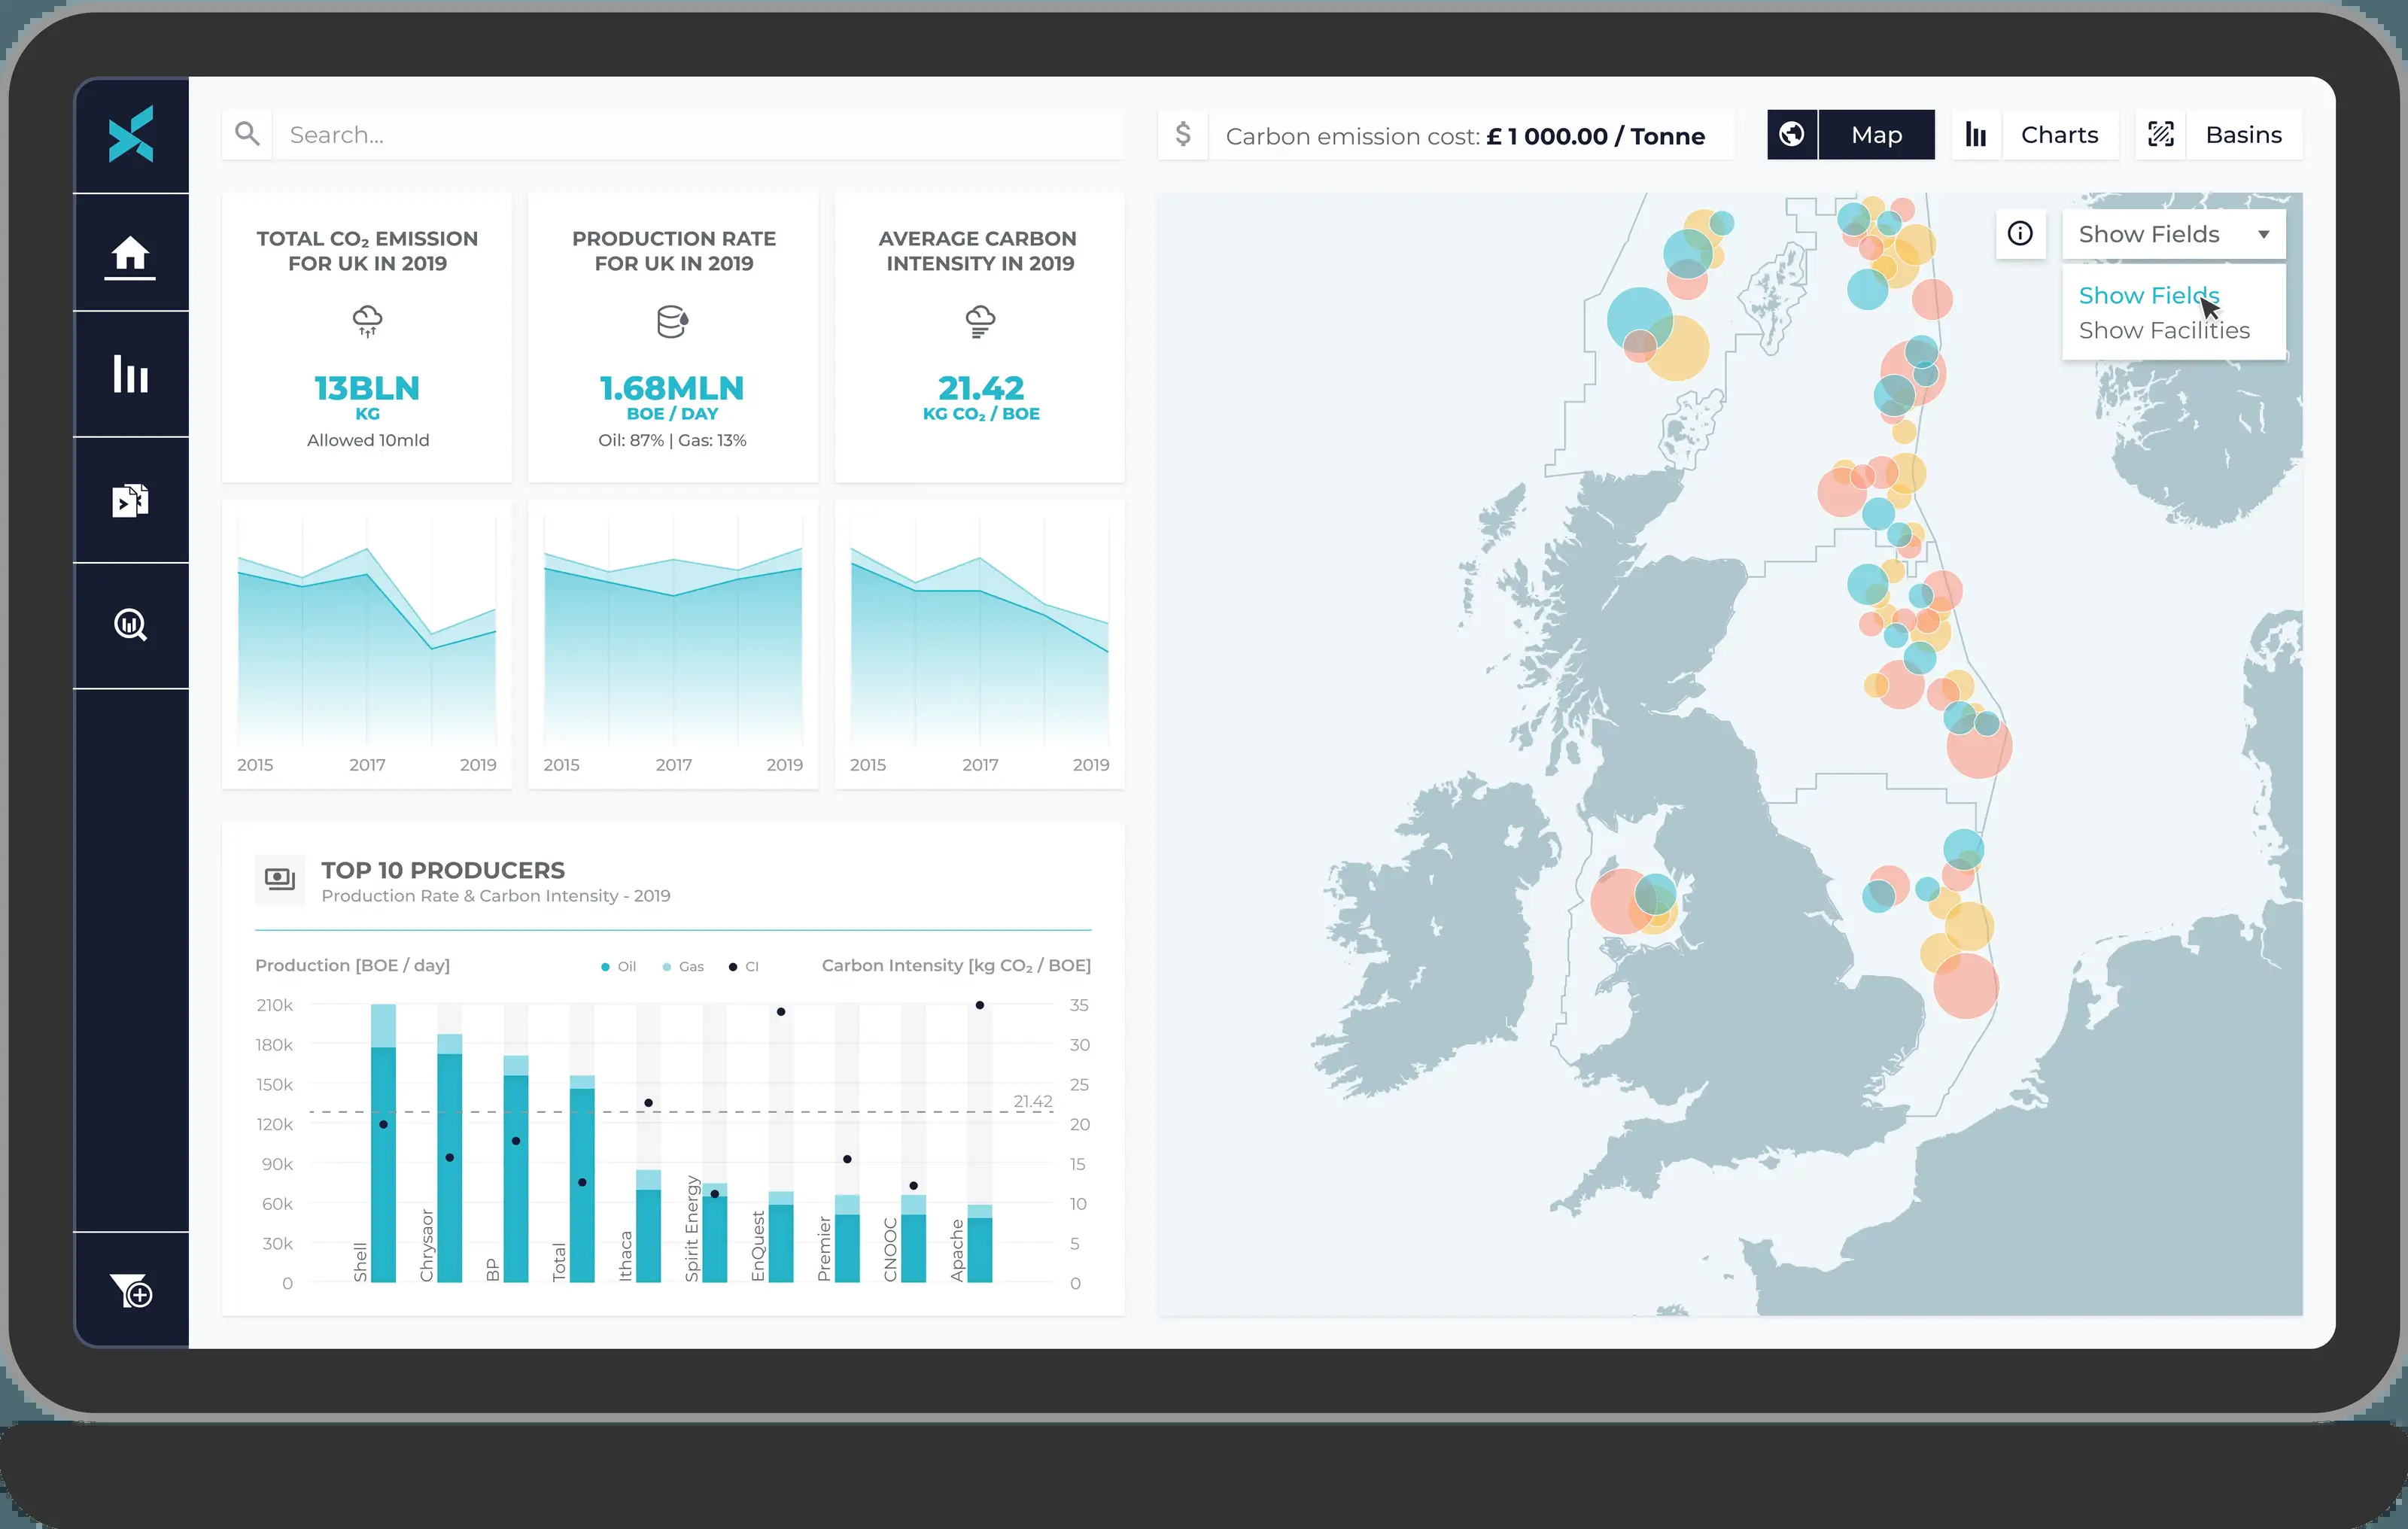 Search...
Carbon emission cost: £ 1 000.00 / Tonne
Map
Charts
Basins
TOTAL CO₂ EMISSION
FOR UK IN 2019
13BLN
KG
Allowed 10mld
PRODUCTION RATE
FOR UK IN 2019
1.68MLN
BOE / DAY
Oil: 87% | Gas: 13%
AVERAGE CARBON
INTENSITY IN 2019
21.42
KG CO₂ / BOE
Show Fields
Show Fields
Show Facilities
2015 2017 2019
2015 2017 2019
2015 2017 2019
TOP 10 PRODUCERS
Production Rate & Carbon Intensity - 2019
Production [BOE / day]
Oil Gas CI
Carbon Intensity [kg CO₂ / BOE]
210k
180k
150k
120k
90k
60k
30k
0
35
30
25
21.42
20
15
10
5
0
Shell
Chrysaor
BP
Total
Ithaca
Spirit Energy
EnQuest
Premier
CNOOC
Apache